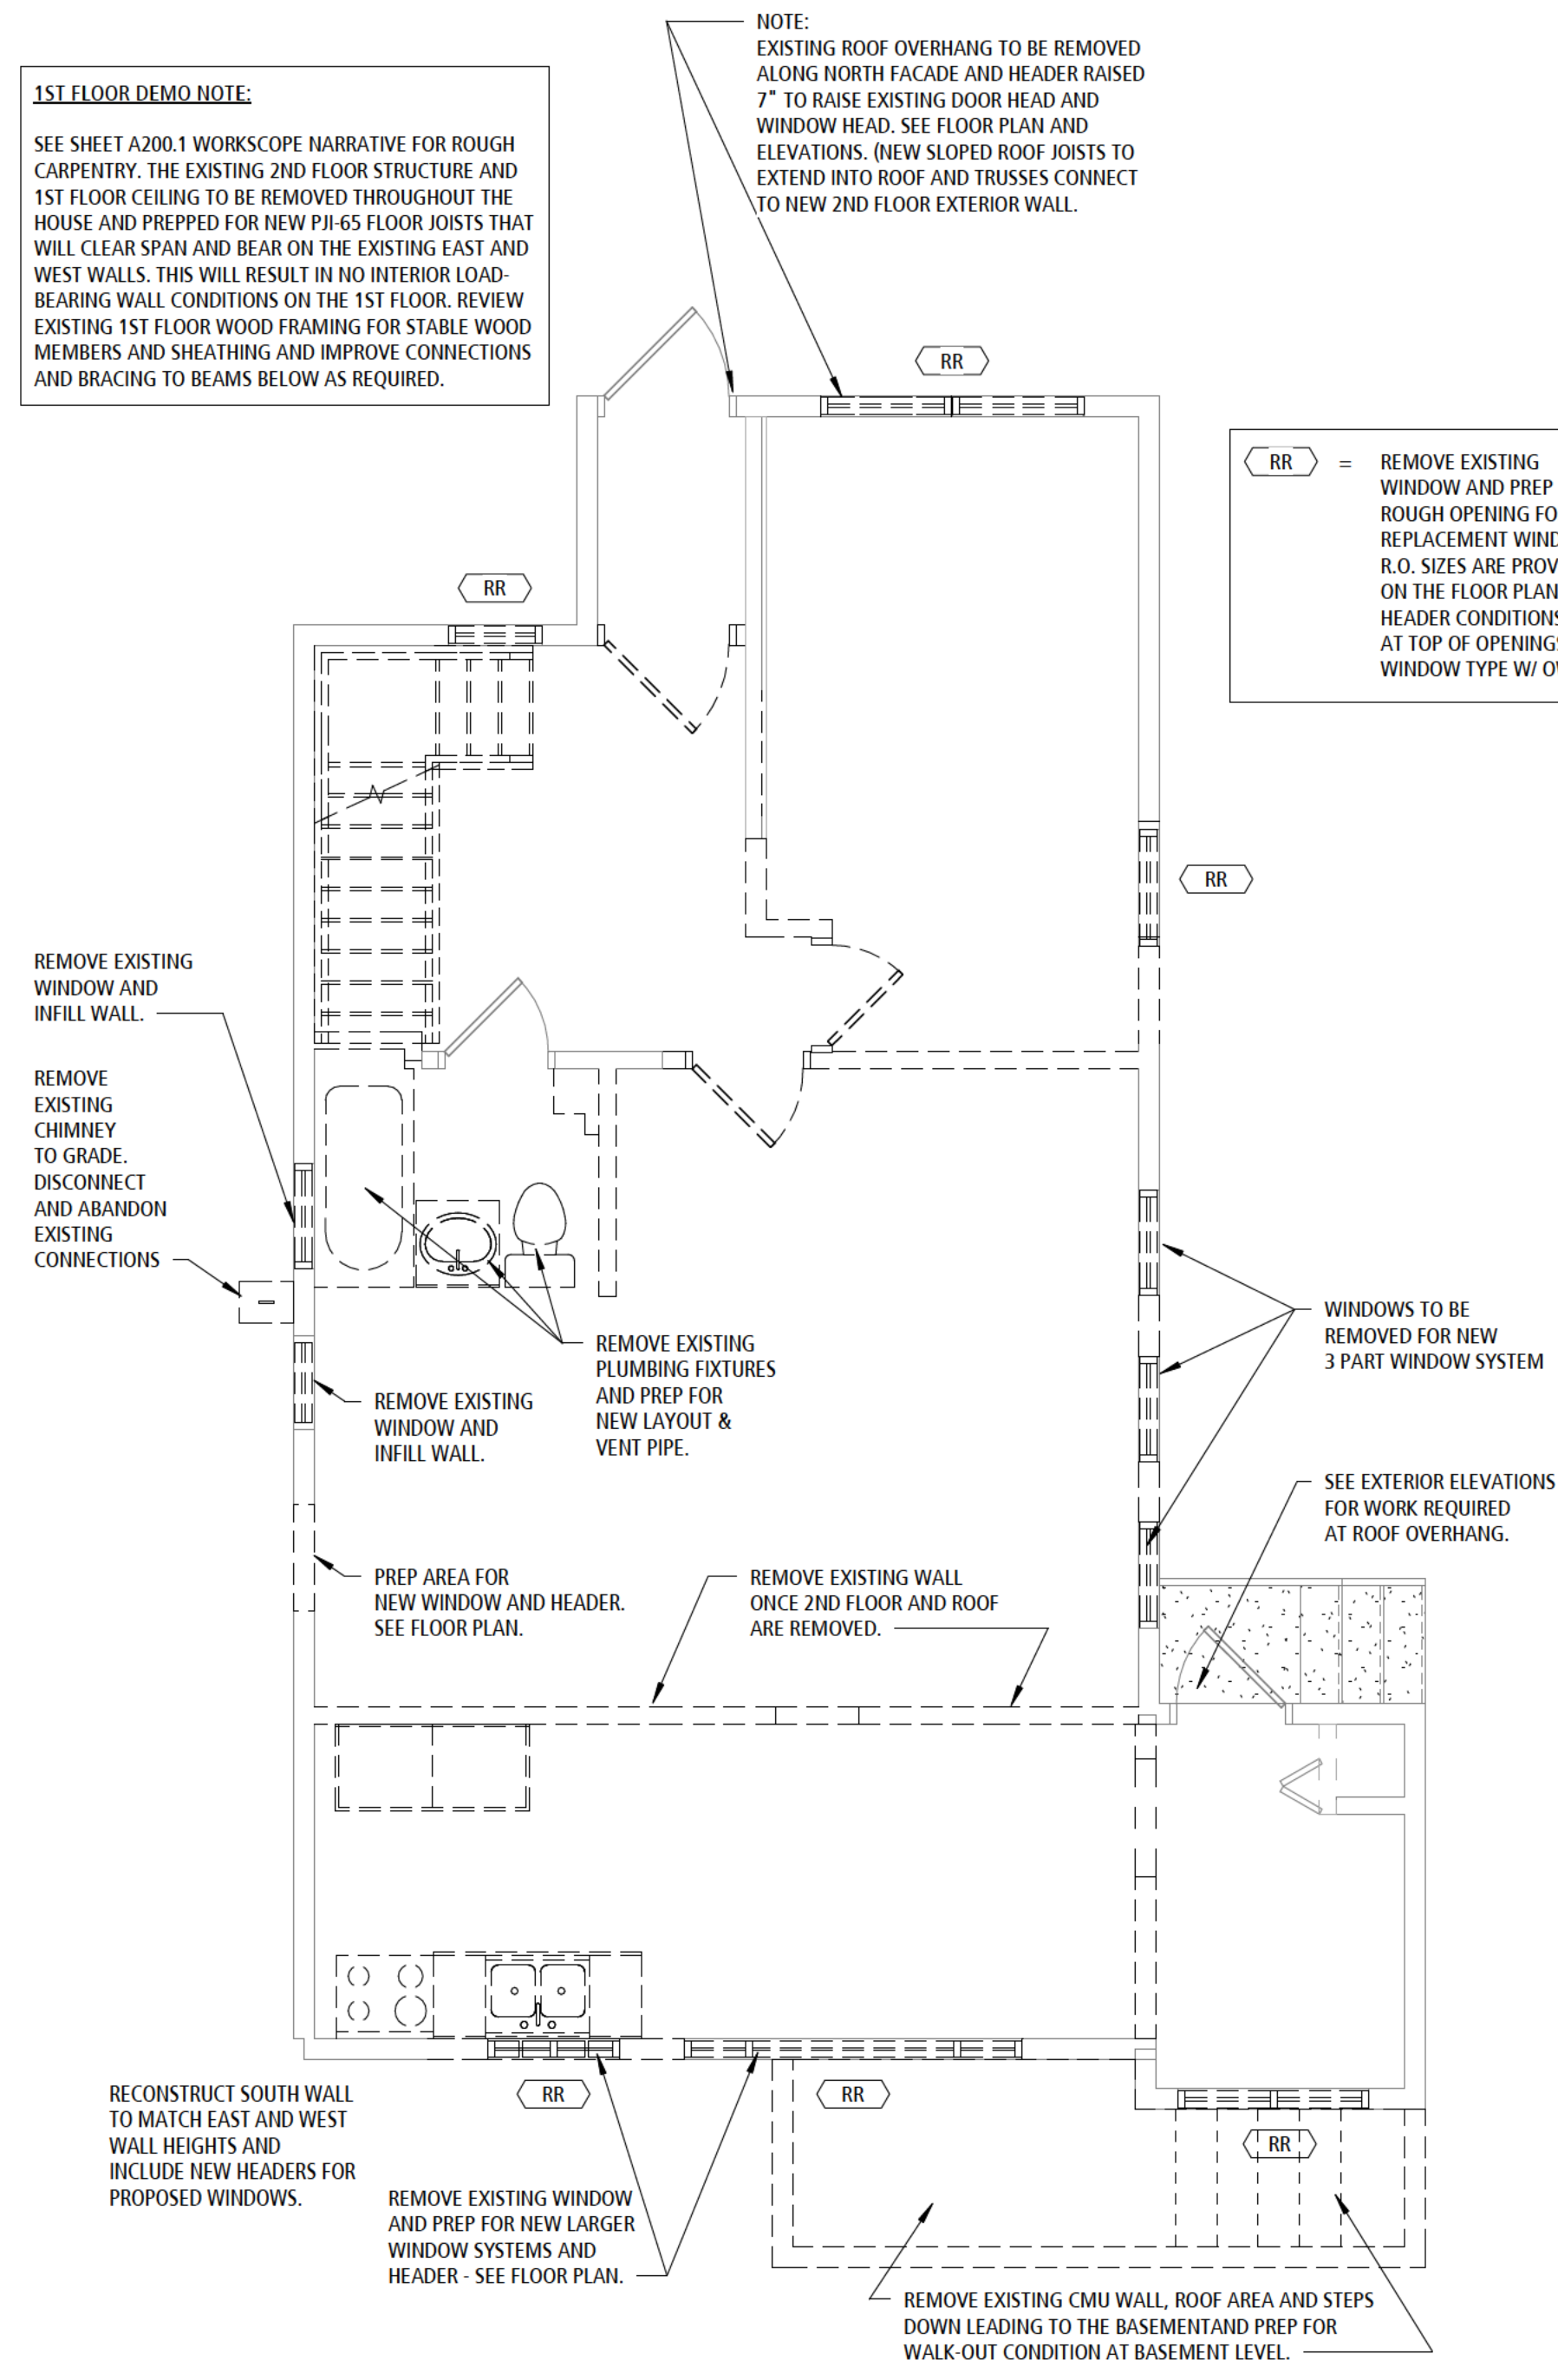 NOTE:
EXISTING ROOF OVERHANG TO BE REMOVED
ALONG NORTH FACADE AND HEADER RAISED
7" TO RAISE EXISTING DOOR HEAD AND
WINDOW HEAD. SEE FLOOR PLAN AND
ELEVATIONS. (NEW SLOPED ROOF JOISTS TO
EXTEND INTO ROOF AND TRUSSES CONNECT
TO NEW 2ND FLOOR EXTERIOR WALL.
1ST FLOOR DEMO NOTE:
SEE SHEET A200.1 WORKSCOPE NARRATIVE FOR ROUGH
CARPENTRY. THE EXISTING 2ND FLOOR STRUCTURE AND
1ST FLOOR CEILING TO BE REMOVED THROUGHOUT THE
HOUSE AND PREPPED FOR NEW PJI-65 FLOOR JOISTS THAT
WILL CLEAR SPAN AND BEAR ON THE EXISTING EAST AND
WEST WALLS. THIS WILL RESULT IN NO INTERIOR LOAD-
BEARING WALL CONDITIONS ON THE 1ST FLOOR. REVIEW
EXISTING 1ST FLOOR WOOD FRAMING FOR STABLE WOOD
MEMBERS AND SHEATHING AND IMPROVE CONNECTIONS
AND BRACING TO BEAMS BELOW AS REQUIRED.
RR
RR = REMOVE EXISTING
WINDOW AND PREP
ROUGH OPENING FO
REPLACEMENT WIND
R.O. SIZES ARE PROV
ON THE FLOOR PLAN
HEADER CONDITIONS
AT TOP OF OPENINGS
WINDOW TYPE W/ OW
RR
RR
REMOVE EXISTING
WINDOW AND
INFILL WALL.
REMOVE
EXISTING
CHIMNEY
TO GRADE.
DISCONNECT
AND ABANDON
EXISTING
CONNECTIONS
REMOVE EXISTING
WINDOW AND
INFILL WALL.
REMOVE EXISTING
PLUMBING FIXTURES
AND PREP FOR
NEW LAYOUT &
VENT PIPE.
WINDOWS TO BE
REMOVED FOR NEW
3 PART WINDOW SYSTEM
SEE EXTERIOR ELEVATIONS
FOR WORK REQUIRED
AT ROOF OVERHANG.
PREP AREA FOR
NEW WINDOW AND HEADER.
SEE FLOOR PLAN.
REMOVE EXISTING WALL
ONCE 2ND FLOOR AND ROOF
ARE REMOVED.
RR
RR
RR
RECONSTRUCT SOUTH WALL
TO MATCH EAST AND WEST
WALL HEIGHTS AND
INCLUDE NEW HEADERS FOR
PROPOSED WINDOWS.
REMOVE EXISTING WINDOW
AND PREP FOR NEW LARGER
WINDOW SYSTEMS AND
HEADER - SEE FLOOR PLAN.
REMOVE EXISTING CMU WALL, ROOF AREA AND STEPS
DOWN LEADING TO THE BASEMENTAND PREP FOR
WALK-OUT CONDITION AT BASEMENT LEVEL.